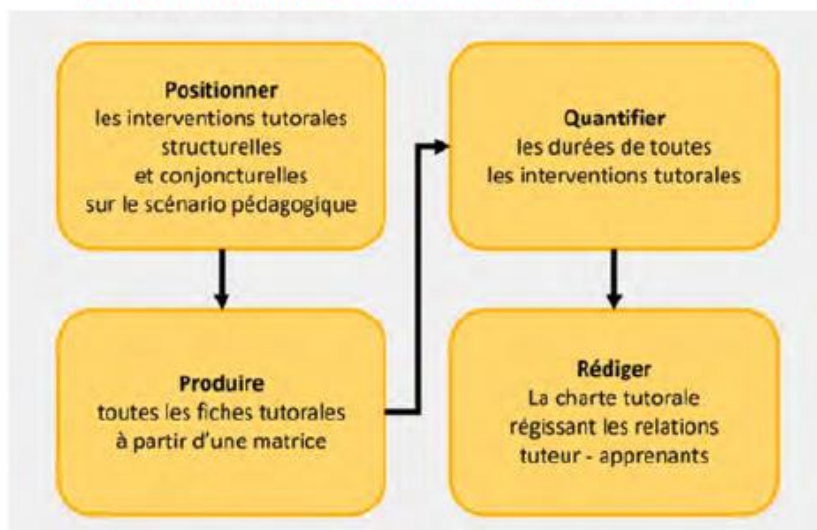 Positionner
les interventions tutorales
structurelles
et conjoncturelles
sur le scénario pédagogique
Produire
toutes les fiches tutorales
à partir d'une matrice
Quantifier
les durées de toutes
les interventions tutorales
Rédiger
La charte tutorale
régissant les relations
tuteur - apprenants